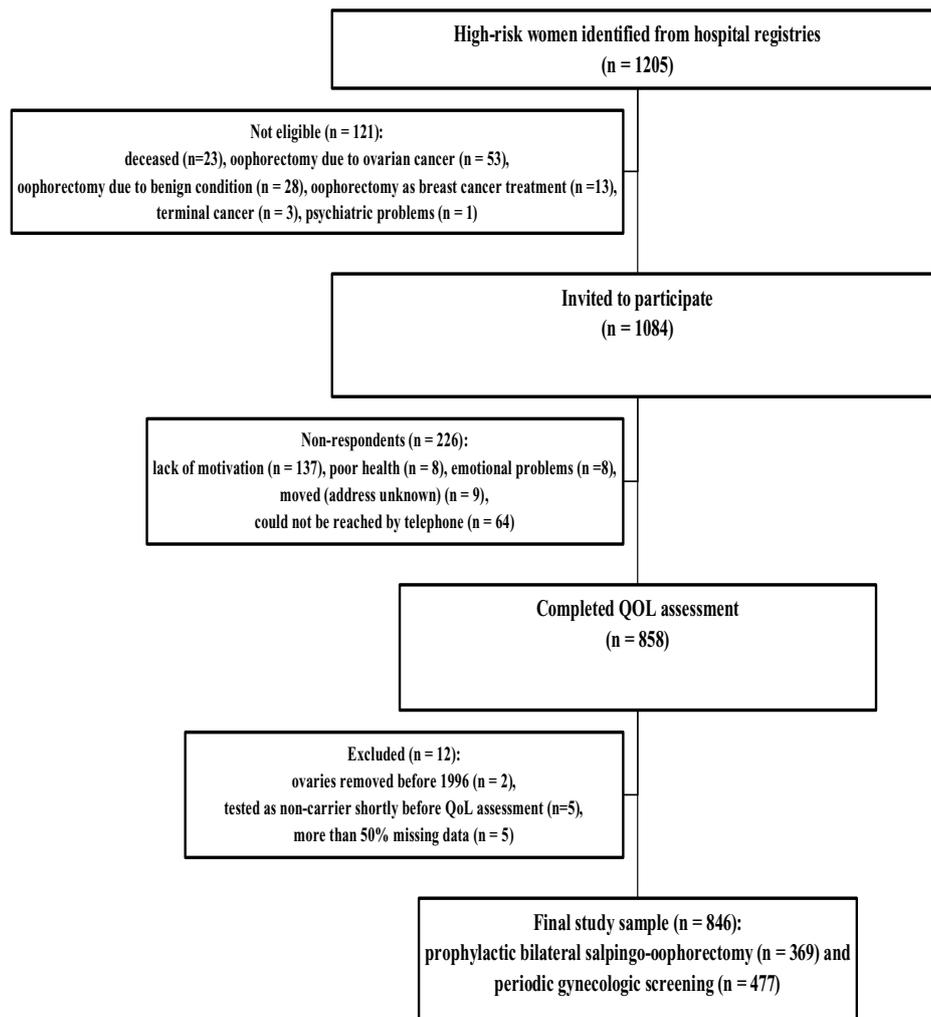 High-risk women identified from hospital registries
(n = 1205)
Not eligible (n = 121):
deceased (n=23), oophorectomy due to ovarian cancer (n = 53),
oophorectomy due to benign condition (n = 28), oophorectomy as breast cancer treatment (n =13),
terminal cancer (n = 3), psychiatric problems (n = 1)
Invited to participate
(n = 1084)
Non-respondents (n = 226):
lack of motivation (n = 137), poor health (n = 8), emotional problems (n =8),
moved (address unknown) (n = 9),
could not be reached by telephone (n = 64)
Completed QOL assessment
(n = 858)
Excluded (n = 12):
ovaries removed before 1996 (n = 2),
tested as non-carrier shortly before QoL assessment (n=5),
more than 50% missing data (n = 5)
Final study sample (n = 846):
prophylactic bilateral salpingo-oophorectomy (n = 369) and
periodic gynecologic screening (n = 477)